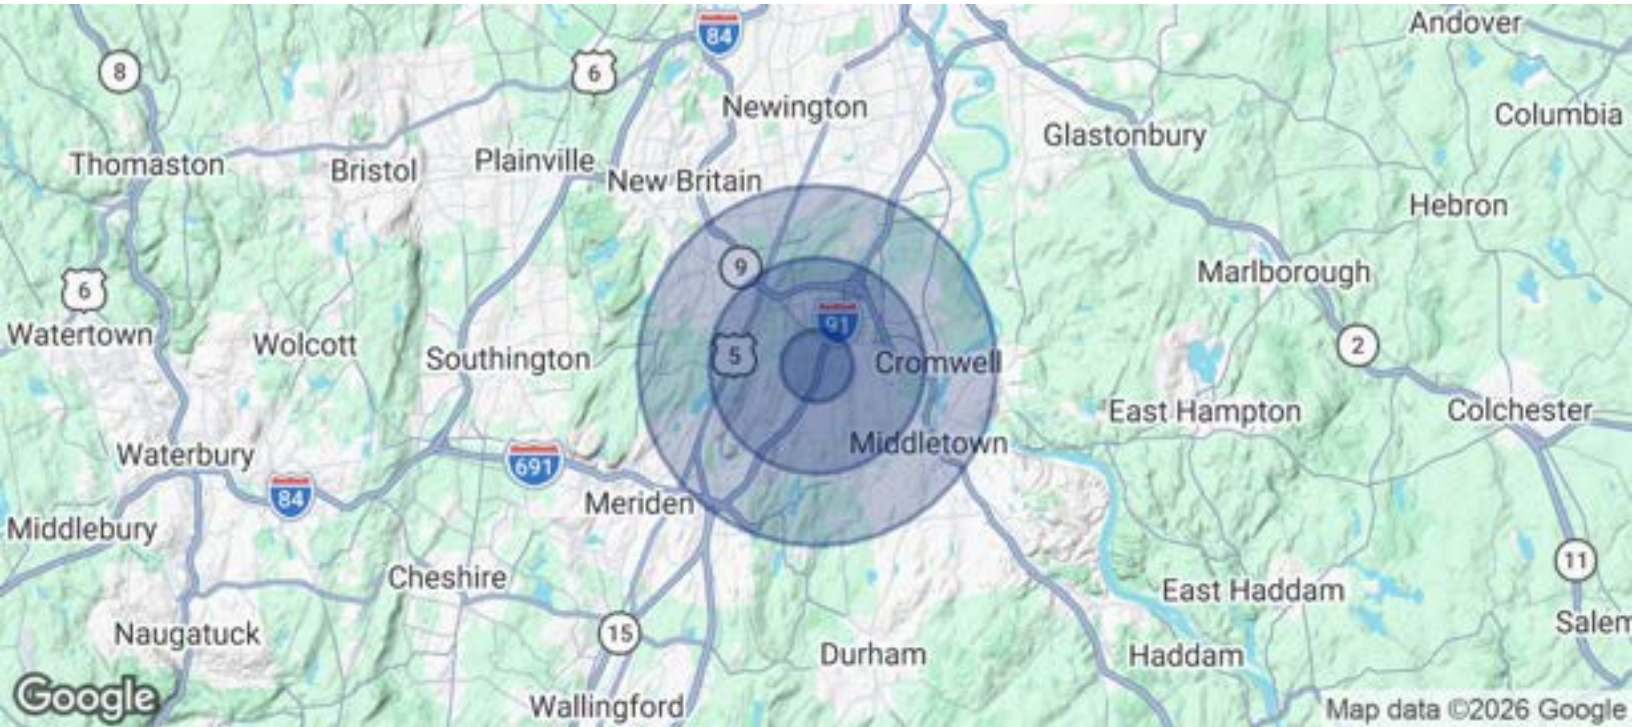 Andover
84
8
6
Newington
Columbia
Glastonbury
Thomaston
Bristol
Plainville
New Britain
Hebron
9
Marlborough
6
91
Watertown
Wolcott
Southington
5
Cromwell
2
East Hampton
Colchester
Middletown
Waterbury
691
84
Meriden
Middlebury
11
Cheshire
East Haddam
Salem
Naugatuck
15
Durham
Haddam
Google
Wallingford
Map data ©2026 Google